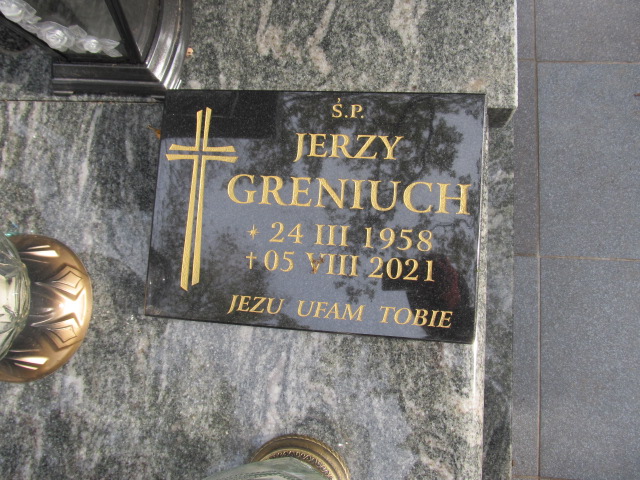 Ś.P.
JERZY
GRENIUCH
* 24 III 1958
† 05 VIII 2021
JEZU UFAM TOBIE